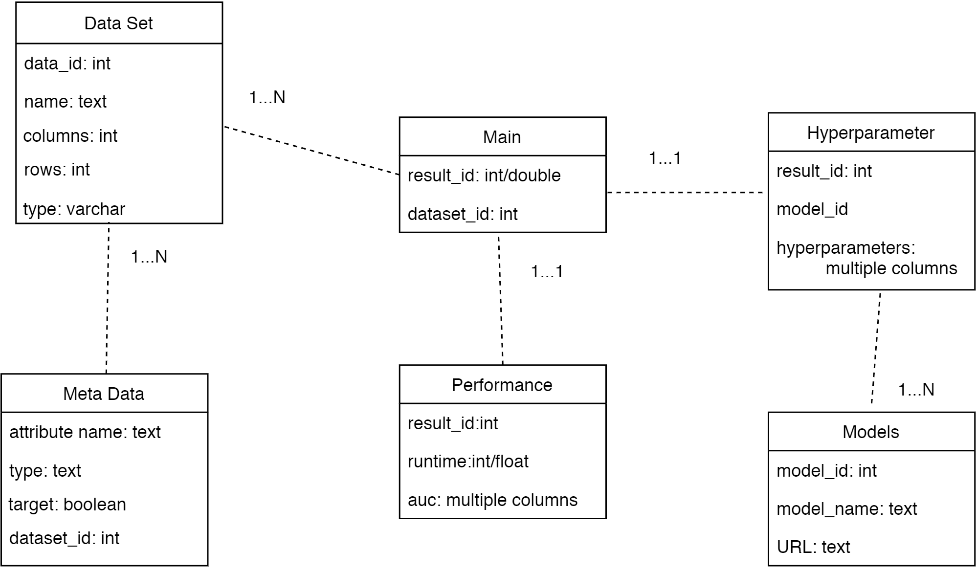 Data Set
data_id: int
name: text
columns: int
rows: int
type: varchar
1...N
1...N
Main
result_id: int/double
dataset_id: int
1...1
1...1
Hyperparameter
result_id: int
model_id
hyperparameters:
multiple columns
1...N
Meta Data
attribute name: text
type: text
target: boolean
dataset_id: int
Performance
result_id:int
runtime:int/float
auc: multiple columns
Models
model_id: int
model_name: text
URL: text